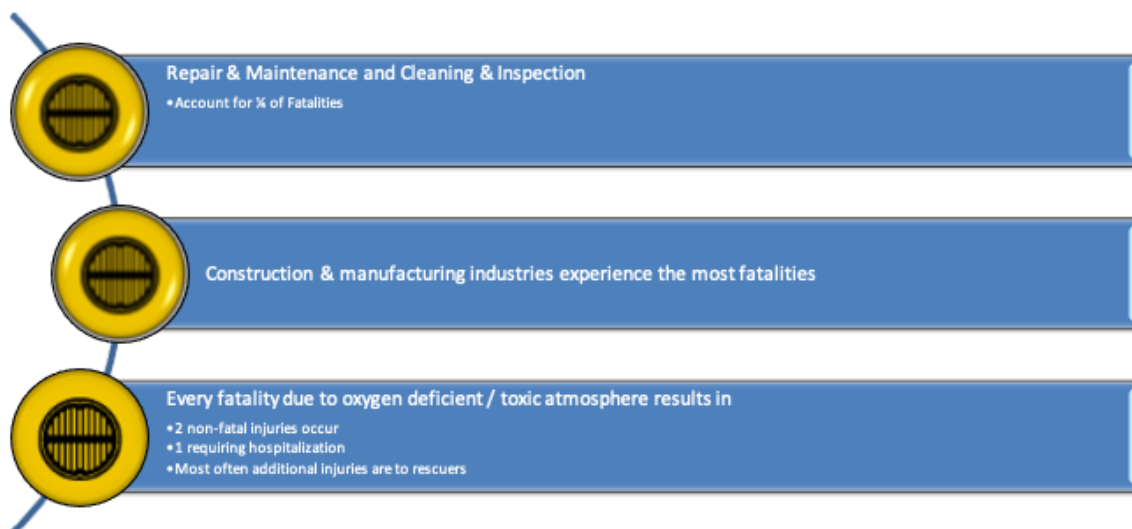 Repair & Maintenance and Cleaning & Inspection
•Account for ¾ of Fatalities
Construction & manufacturing industries experience the most fatalities
Every fatality due to oxygen deficient / toxic atmosphere results in
•2 non-fatal injuries occur
•1 requiring hospitalization
•Most often additional injuries are to rescuers